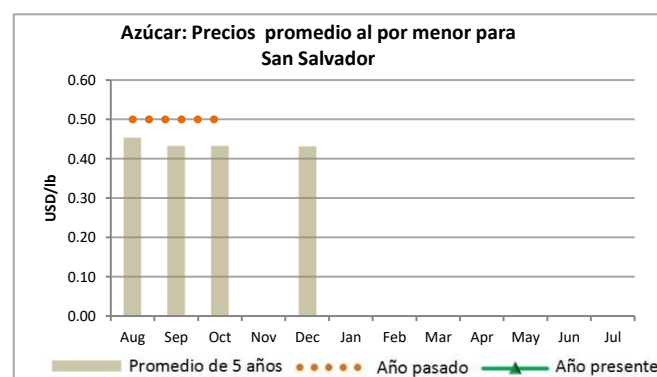 Azúcar: Precios promedio al por menor para
San Salvador
USD/lb
0.60
0.50
0.40
0.30
0.20
0.10
0.00
Aug Sep Oct Nov Dec Jan Feb Mar Apr May Jun Jul
Promedio de 5 años Año pasado Año presente